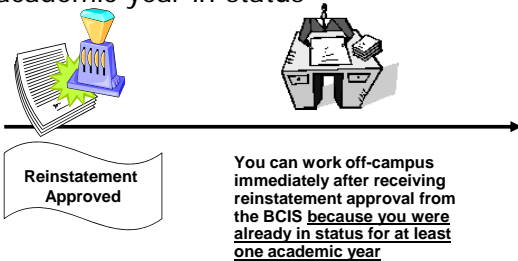 academic year in status
Reinstatement
Approved
You can work off-campus
immediately after receiving
reinstatement approval from
the BCIS because you were
already in status for at least
one academic year